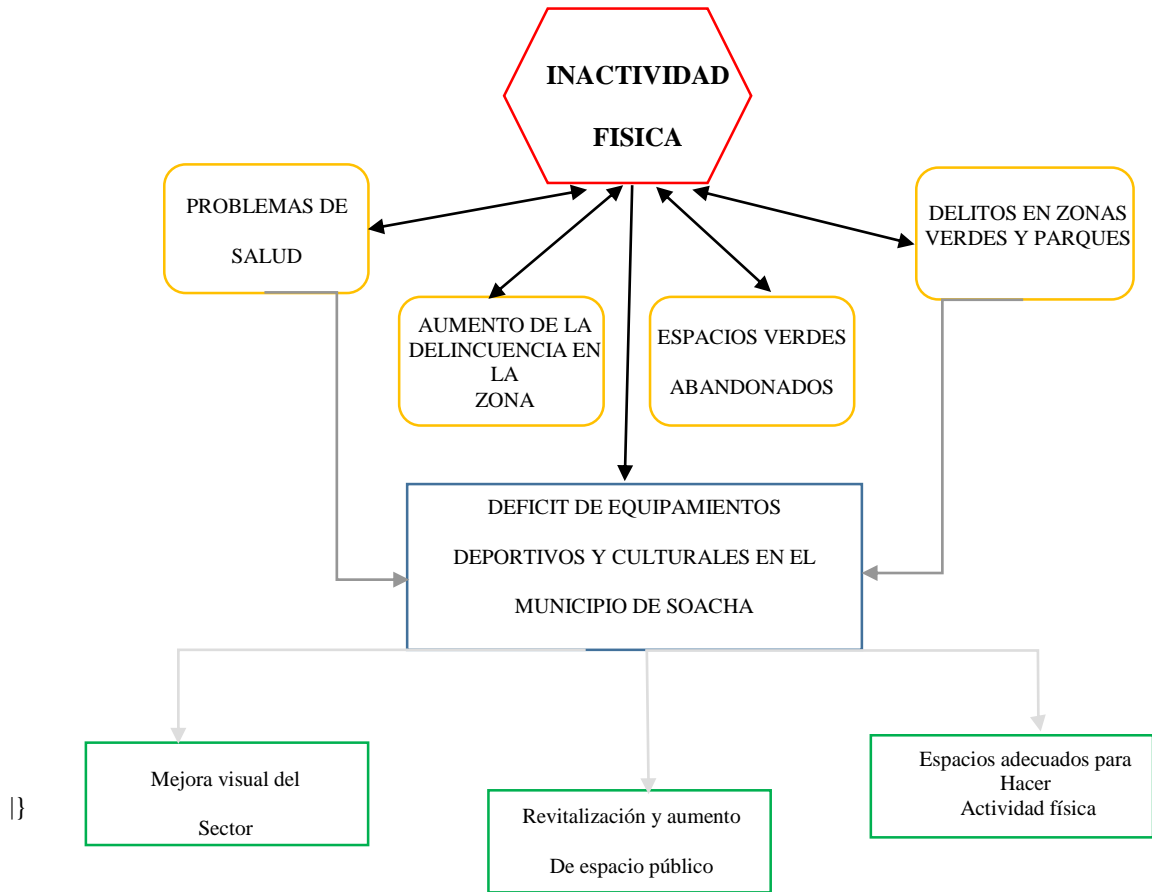 INACTIVIDAD
FISICA
PROBLEMAS DE
SALUD
DELITOS EN ZONAS
VERDES Y PARQUES
AUMENTO DE LA
DELINCUENCIA EN
LA
ZONA
ESPACIOS VERDES
ABANDONADOS
DEFICIT DE EQUIPAMIENTOS
DEPORTIVOS Y CULTURALES EN EL
MUNICIPIO DE SOACHA
|}
Mejora visual del
Sector
Revitalización y aumento
De espacio público
Espacios adecuados para
Hacer
Actividad física